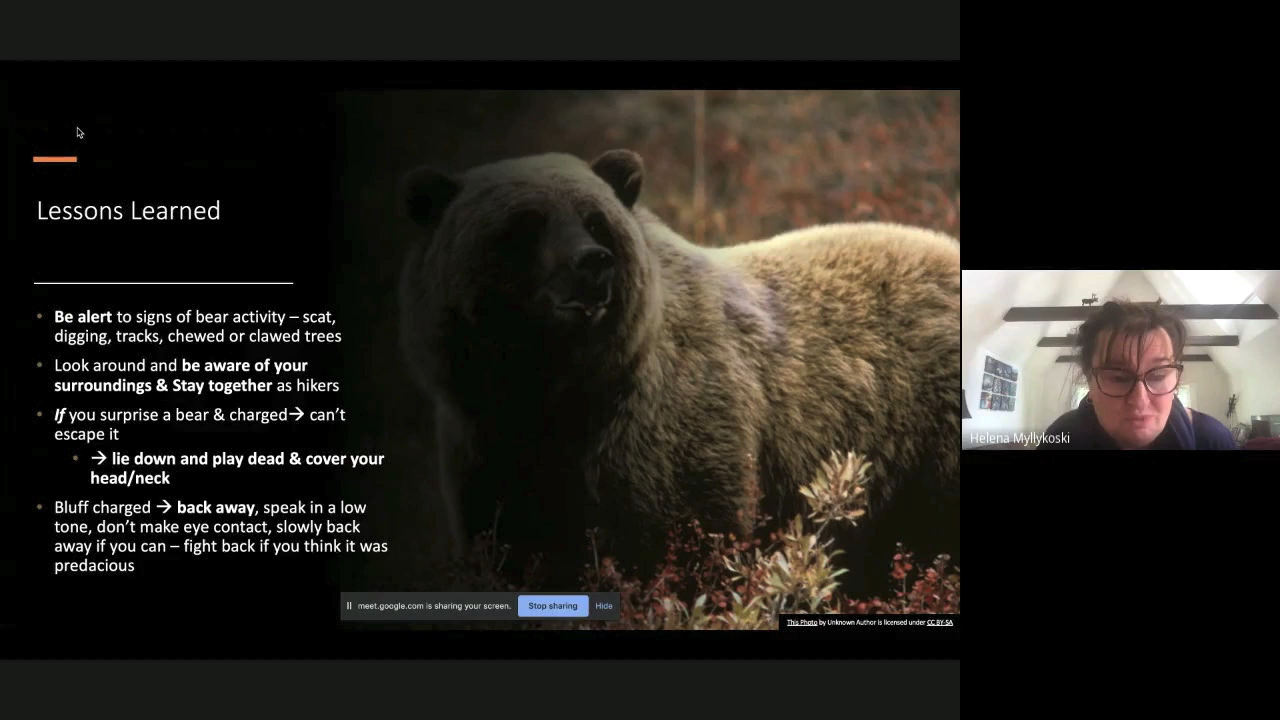 Lessons Learned
• Be alert to signs of bear activity – scat,
digging, tracks, chewed or clawed trees
• Look around and be aware of your
surroundings & Stay together as hikers
• If you surprise a bear & charged→ can’t
escape it
• → lie down and play dead & cover your
head/neck
• Bluff charged → back away, speak in a low
tone, don’t make eye contact, slowly back
away if you can – fight back if you think it was
predacious
meet.google.com is sharing your screen. Stop sharing Hide
This Photo by Unknown Author is licensed under CC BY-SA
Helena Myllykoski